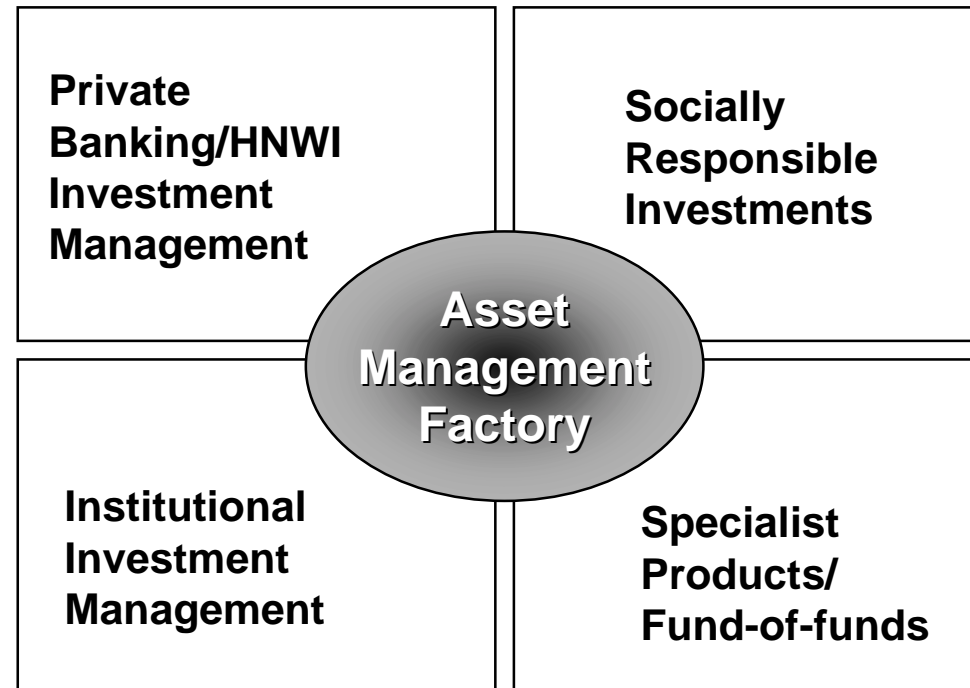 Private
Banking/HNWI
Investment
Management
Socially
Responsible
Investments
Asset
Management
Factory
Institutional
Investment
Management
Specialist
Products/
Fund-of-funds